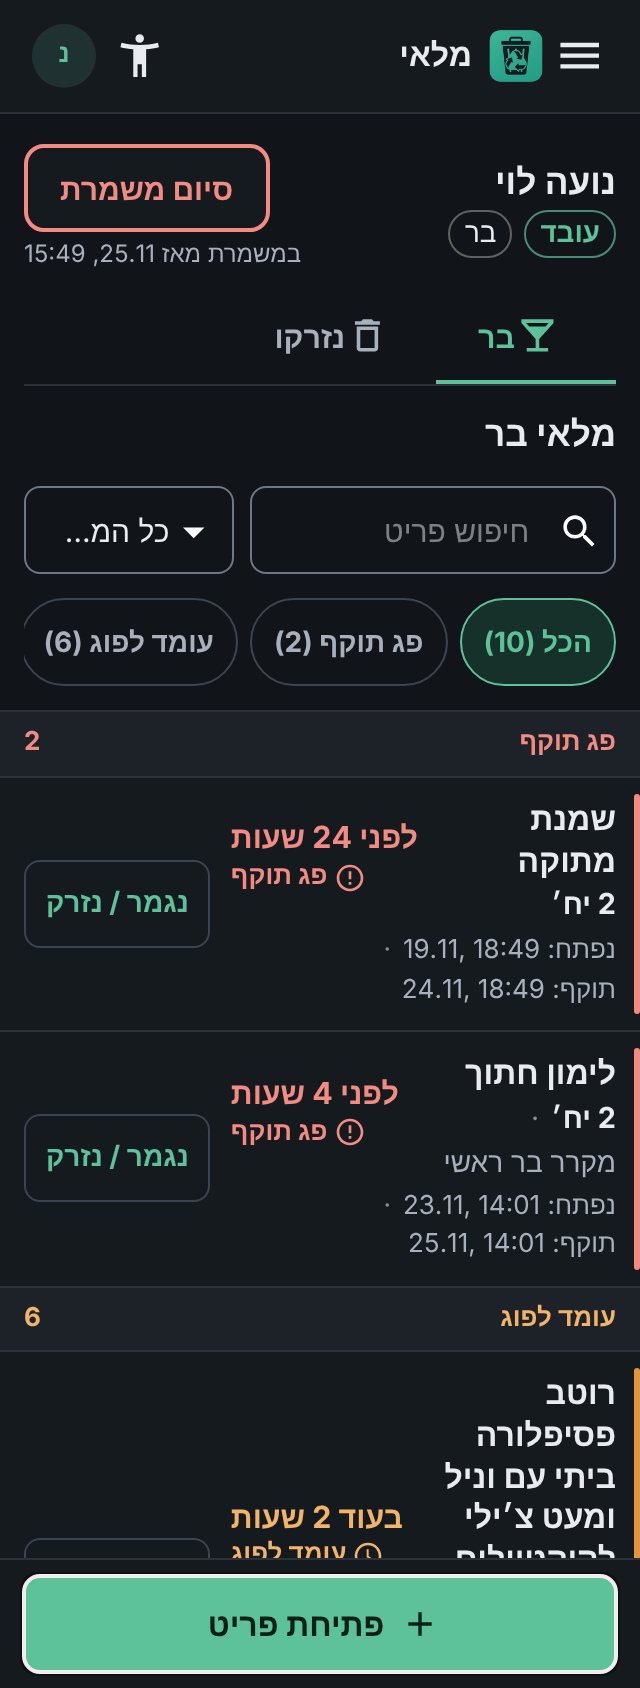 מלאי
נ
נועה לוי
סיום משמרת
עובד
בר
במשמרת מאז 25.11, 15:49
בר
נזרקו
מלאי בר
חיפוש פריט
כל המ...
הכל (10)
פג תוקף (2)
עומד לפוג (6)
פג תוקף
2
שמנת
מתוקה
2 יח׳
נפתח: 19.11, 18:49 ·
תוקף: 24.11, 18:49
לפני 24 שעות
פג תוקף
נגמר / נזרק
לימון חתוך
2 יח׳ ·
מקרר בר ראשי
נפתח: 23.11, 14:01 ·
תוקף: 25.11, 14:01
לפני 4 שעות
פג תוקף
נגמר / נזרק
עומד לפוג
6
רוטב
פסיפלורה
ביתי עם וניל
ומעט צ׳ילי
בעוד 2 שעות
עומד לפוג
+ פתיחת פריט